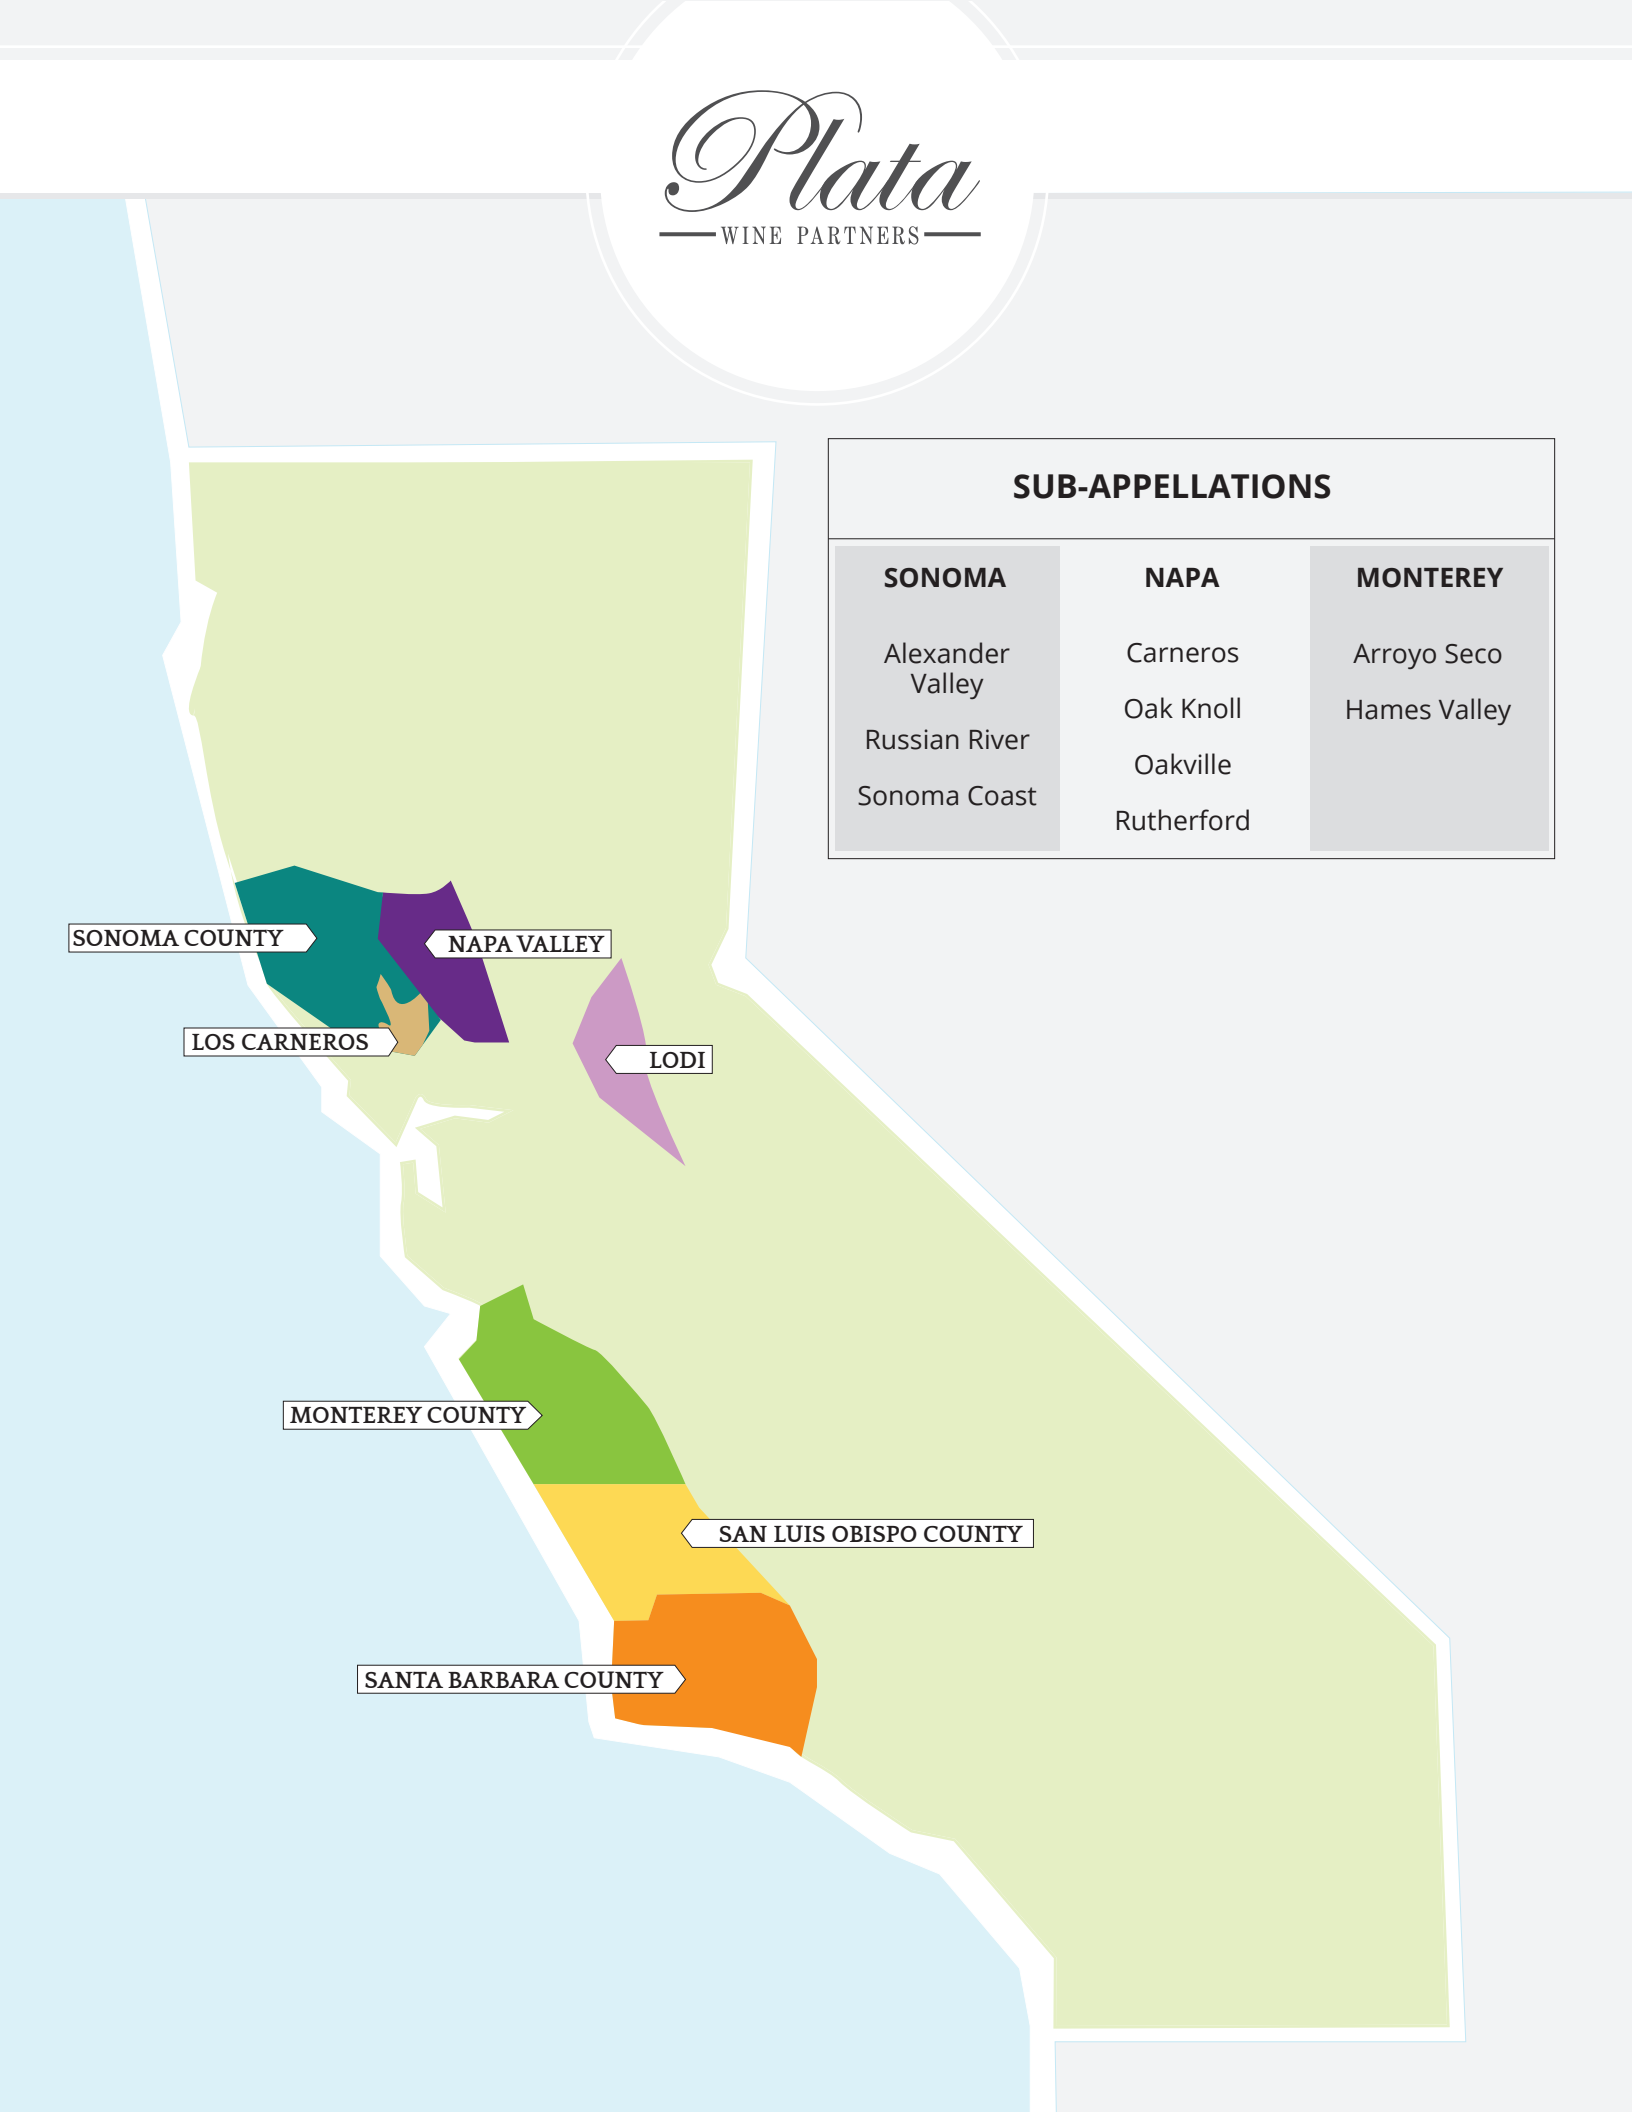 Plata
WINE PARTNERS
SUB-APPELLATIONS
SONOMA
Alexander
Valley
Russian River
Sonoma Coast
NAPA
Carneros
Oak Knoll
Oakville
Rutherford
MONTEREY
Arroyo Seco
Hames Valley
SONOMA COUNTY
NAPA VALLEY
LOS CARNEROS
LODI
MONTEREY COUNTY
SAN LUIS OBISPO COUNTY
SANTA BARBARA COUNTY